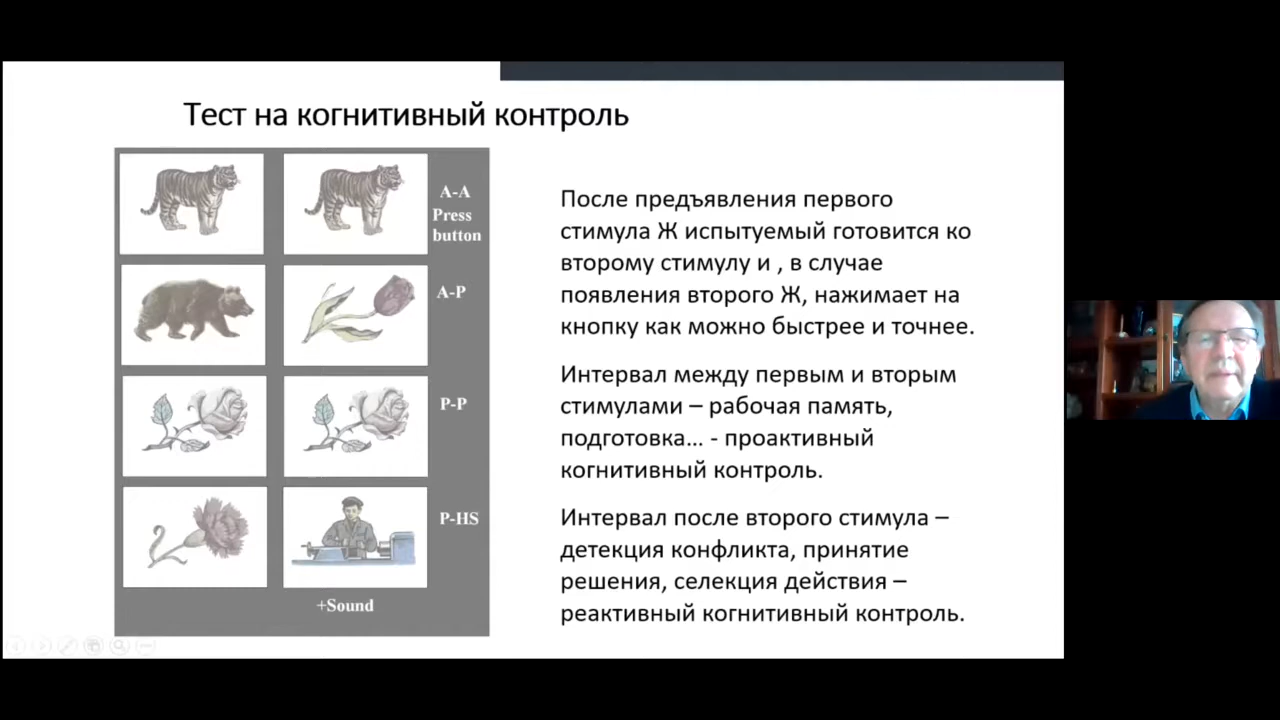 Тест на когнитивный контроль
A-A
Press
button
A-P
P-P
P-HS
+Sound
После предъявления первого
стимула Ж испытуемый готовится ко
второму стимулу и , в случае
появления второго Ж, нажимает на
кнопку как можно быстрее и точнее.
Интервал между первым и вторым
стимулами – рабочая память,
подготовка... - проактивный
когнитивный контроль.
Интервал после второго стимула –
детекция конфликта, принятие
решения, селекция действия –
реактивный когнитивный контроль.